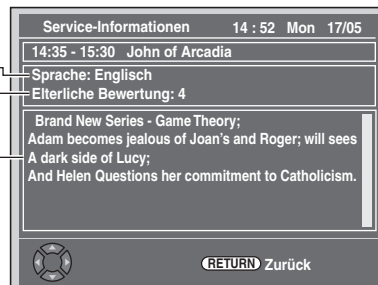 Service-Informationen 14 : 52 Mon 17/05
14:35 - 15:30 John of Arcadia
Sprache: Englisch
Elterliche Bewertung: 4
Brand New Series - Game Theory;
Adam becomes jealous of Joan's and Roger; will sees
A dark side of Lucy;
And Helen Questions her commitment to Catholicism.
RETURN Zurück